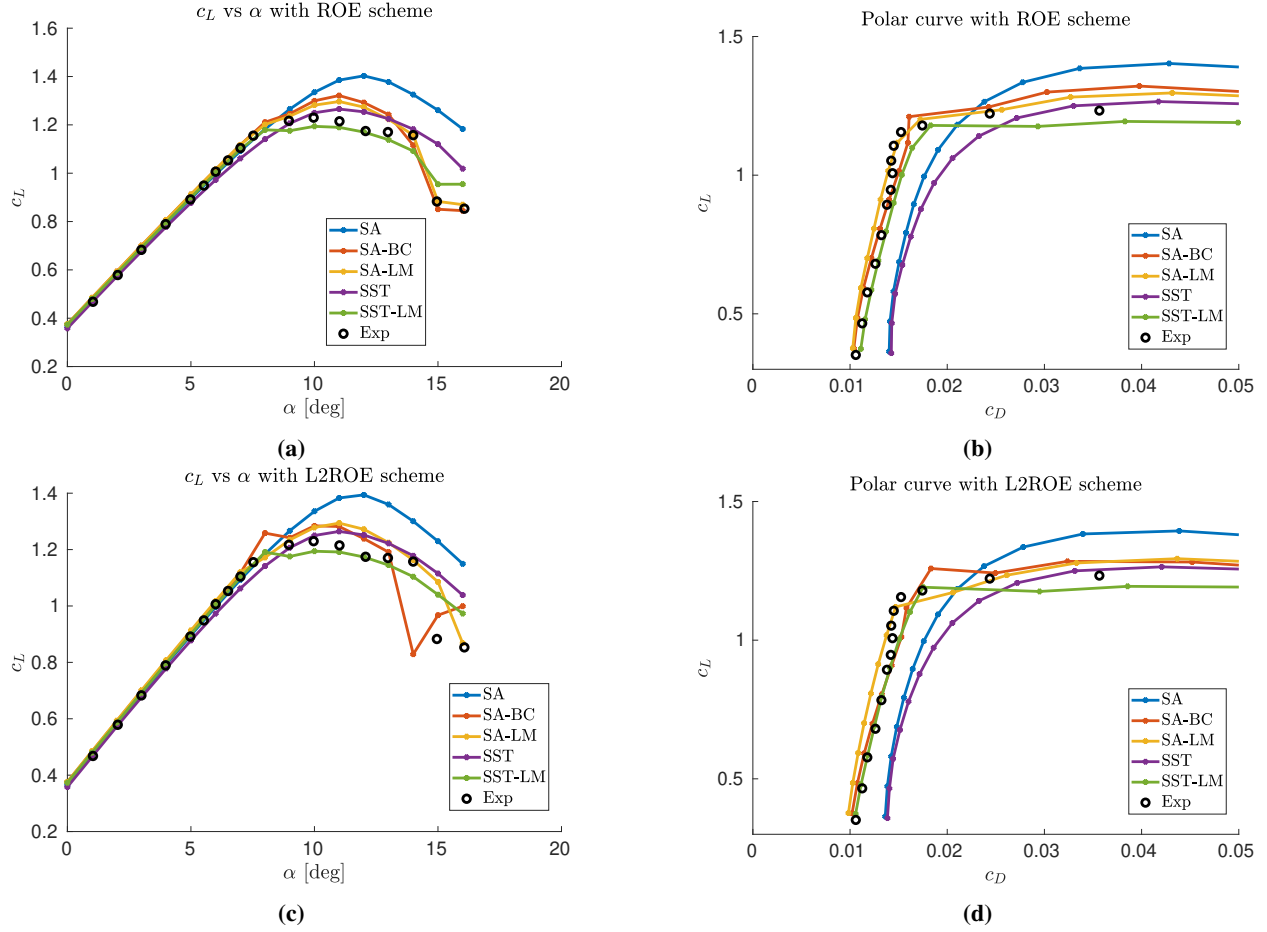 c_L vs α with ROE scheme
1.6
1.4
1.2
1
0.8
0.6
0.4
0.2
c_L
0 5 10 15 20
α [deg]
SA
SA-BC
SA-LM
SST
SST-LM
Exp
(a)
Polar curve with ROE scheme
1.5
1
0.5
c_L
0 0.01 0.02 0.03 0.04 0.05
c_D
SA
SA-BC
SA-LM
SST
SST-LM
Exp
(b)
c_L vs α with L2ROE scheme
1.4
1.2
1
0.8
0.6
0.4
0.2
c_L
0 5 10 15 20
α [deg]
SA
SA-BC
SA-LM
SST
SST-LM
Exp
(c)
Polar curve with L2ROE scheme
1.5
1
0.5
c_L
0 0.01 0.02 0.03 0.04 0.05
c_D
SA
SA-BC
SA-LM
SST
SST-LM
Exp
(d)